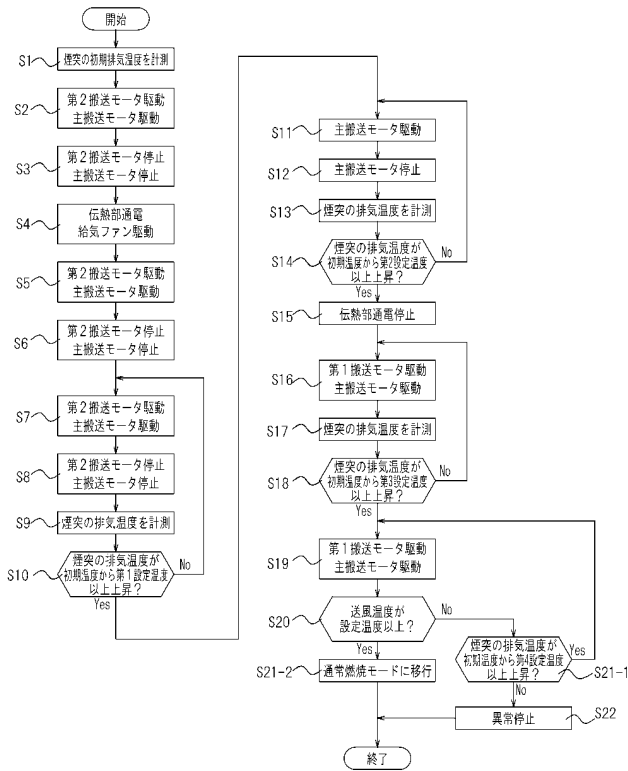 開始
S1
煙突の初期排気温度を計測
S2
第2搬送モータ駆動
主搬送モータ駆動
S3
第2搬送モータ停止
主搬送モータ停止
S4
伝熱部通電
給気ファン駆動
S5
第2搬送モータ駆動
主搬送モータ駆動
S6
第2搬送モータ停止
主搬送モータ停止
S7
第2搬送モータ駆動
主搬送モータ駆動
S8
第2搬送モータ停止
主搬送モータ停止
S9
煙突の排気温度を計測
S10
煙突の排気温度が
初期温度から第1設定温度
以上上昇?
No
Yes
S11
主搬送モータ駆動
S12
主搬送モータ停止
S13
煙突の排気温度を計測
S14
煙突の排気温度が
初期温度から第2設定温度
以上上昇?
No
Yes
S15
伝熱部通電停止
S16
第1搬送モータ駆動
主搬送モータ駆動
S17
煙突の排気温度を計測
S18
煙突の排気温度が
初期温度から第3設定温度
以上上昇?
No
Yes
S19
第1搬送モータ駆動
主搬送モータ駆動
S20
送風温度が
設定温度以上?
No
Yes
S21-2
通常燃焼モードに移行
煙突の排気温度が
初期温度から第4設定温度
以上上昇?
Yes
S21-1
No
S22
異常停止
終了